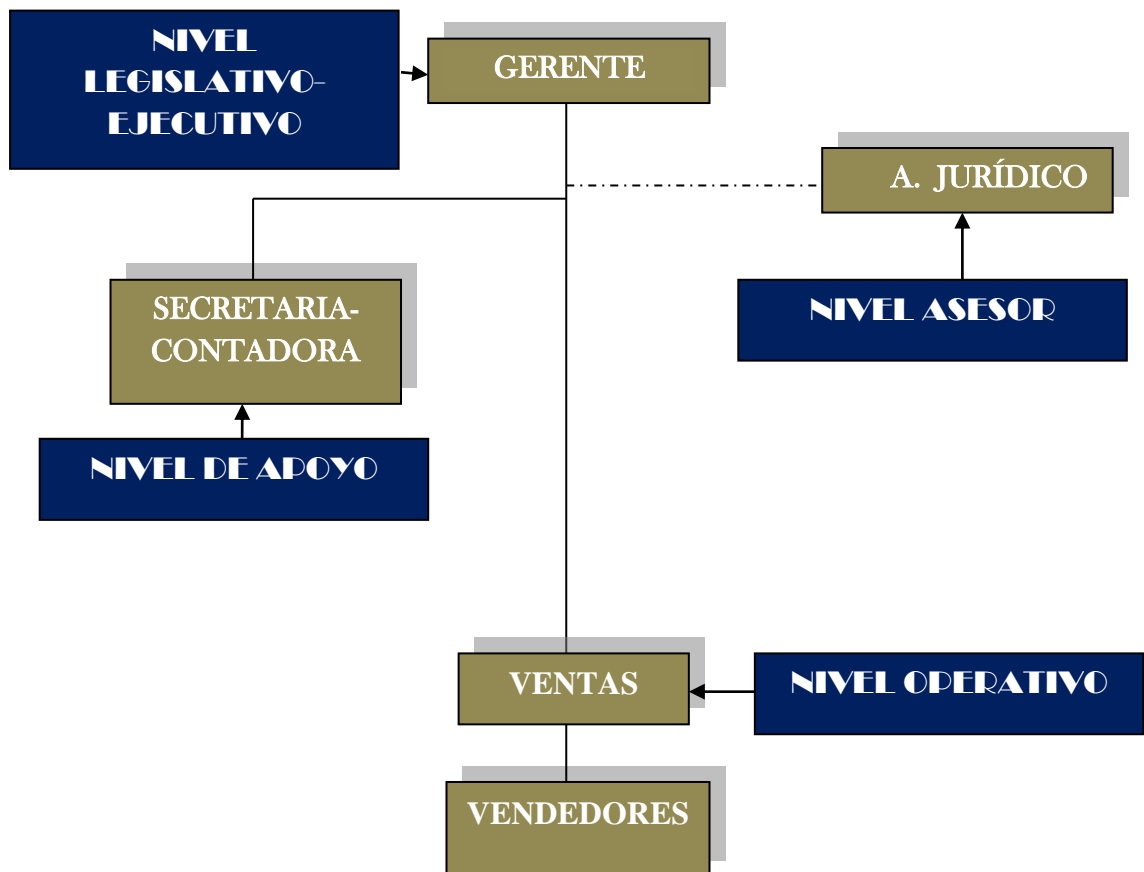 NIVEL
LEGISLATIVO-
EJECUTIVO
GERENTE
A. JURÍDICO
SECRETARIA-
CONTADORA
NIVEL ASESOR
NIVEL DE APOYO
VENTAS
NIVEL OPERATIVO
VENDEDORES